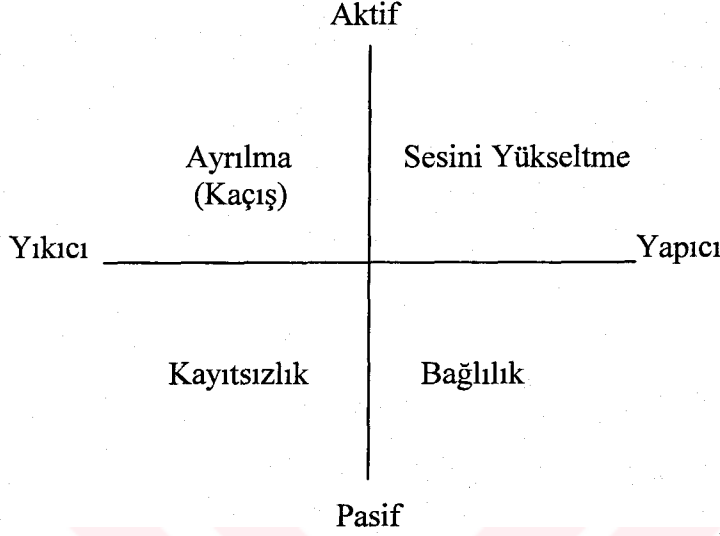 Aktif
Ayrılma
(Kaçış)
Sesini Yükseltme
Yıkıcı
Yapıcı
Kayıtsızlık
Bağlılık
Pasif